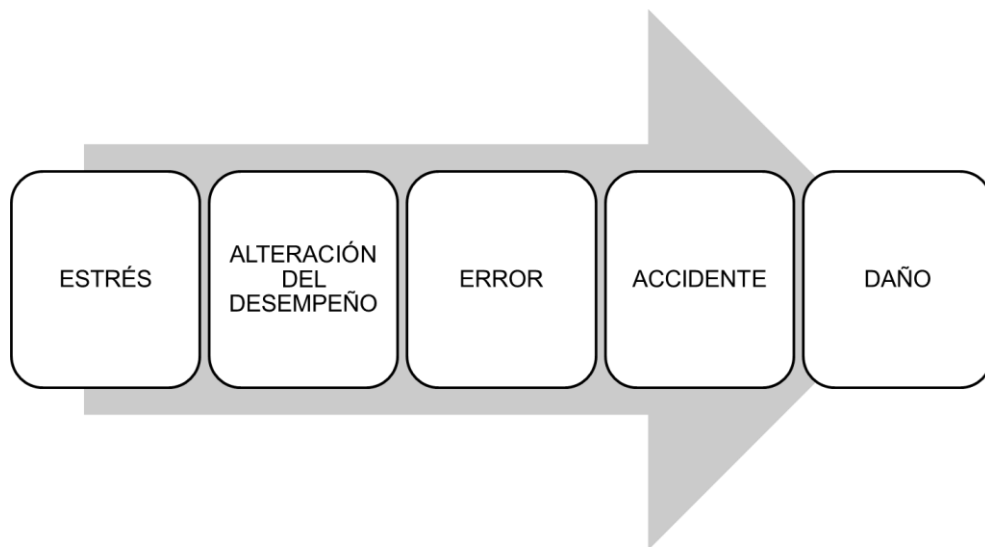 ESTRÉS
ALTERACIÓN
DEL
DESEMPEÑO
ERROR
ACCIDENTE
DAÑO